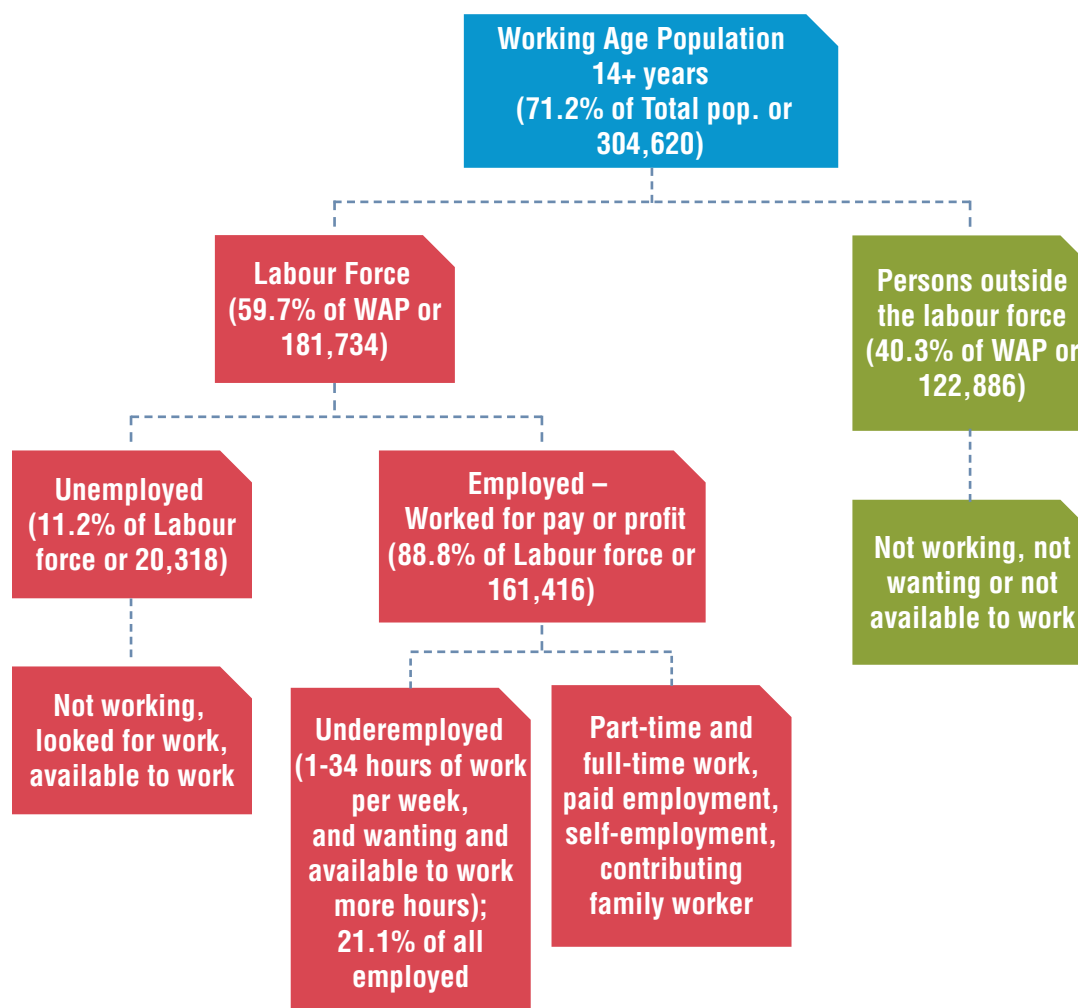 Working Age Population
14+ years
(71.2% of Total pop. or
304,620)
Labour Force
(59.7% of WAP or
181,734)
Persons outside
the labour force
(40.3% of WAP or
122,886)
Unemployed
(11.2% of Labour
force or 20,318)
Employed –
Worked for pay or profit
(88.8% of Labour force or
161,416)
Not working, not
wanting or not
available to work
Not working,
looked for work,
available to work
Underemployed
(1-34 hours of work
per week,
and wanting and
available to work
more hours);
21.1% of all
employed
Part-time and
full-time work,
paid employment,
self-employment,
contributing
family worker